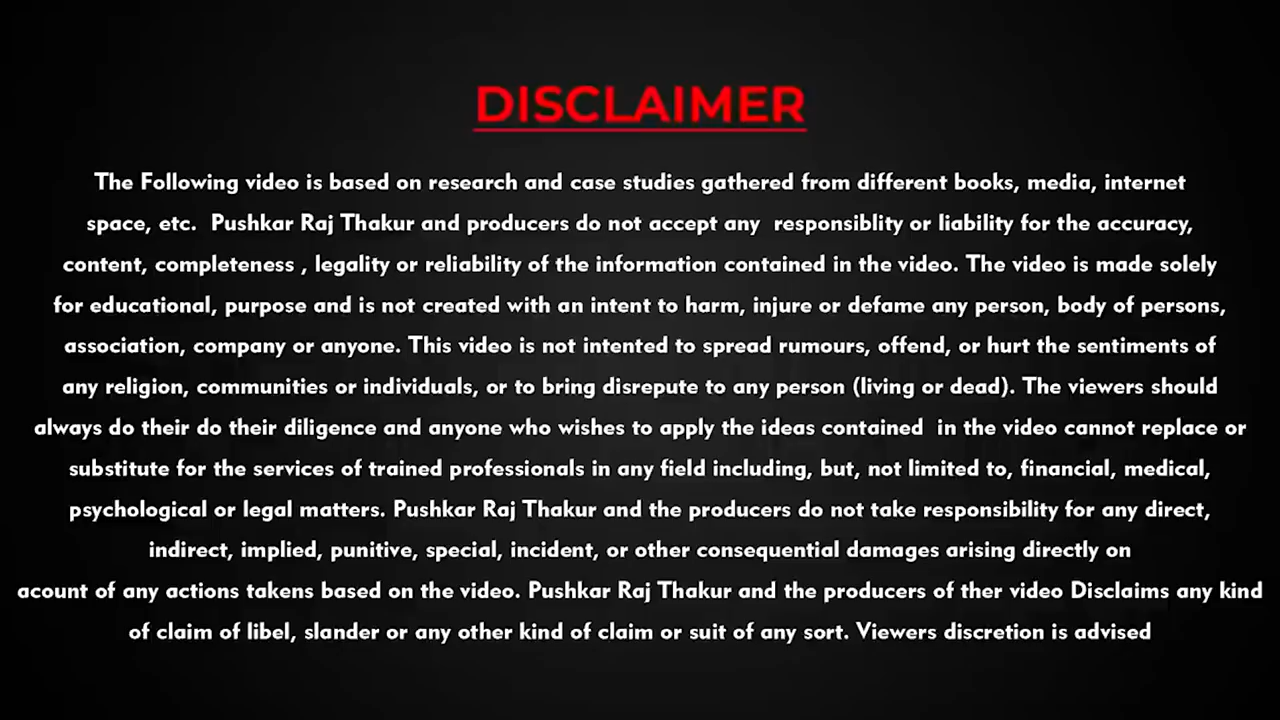 DISCLAIMER
The Following video is based on research and case studies gathered from different books, media, internet
space, etc. Pushkar Raj Thakur and producers do not accept any responsiblity or liability for the accuracy,
content, completeness , legality or reliability of the information contained in the video. The video is made solely
for educational, purpose and is not created with an intent to harm, injure or defame any person, body of persons,
association, company or anyone. This video is not intented to spread rumours, offend, or hurt the sentiments of
any religion, communities or individuals, or to bring disrepute to any person (living or dead). The viewers should
always do their do their diligence and anyone who wishes to apply the ideas contained in the video cannot replace or
substitute for the services of trained professionals in any field including, but, not limited to, financial, medical,
psychological or legal matters. Pushkar Raj Thakur and the producers do not take responsibility for any direct,
indirect, implied, punitive, special, incident, or other consequential damages arising directly on
acount of any actions takens based on the video. Pushkar Raj Thakur and the producers of ther video Disclaims any kind
of claim of libel, slander or any other kind of claim or suit of any sort. Viewers discretion is advised